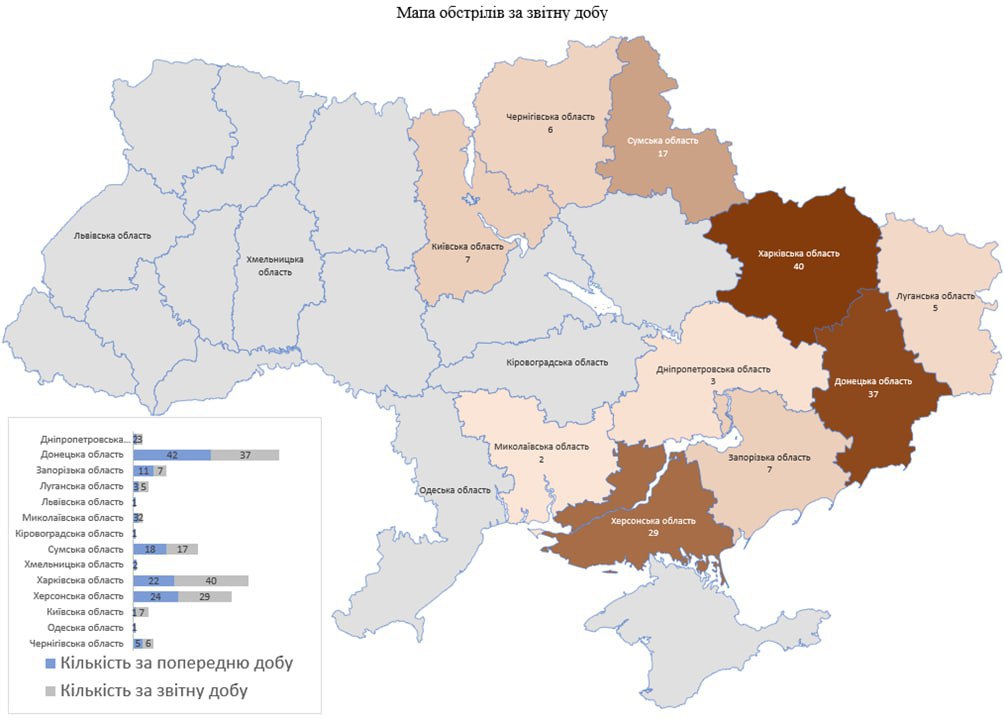 Мапа обстрілів за звітну добу
Чернігівська область
6
Сумська область
17
Львівська область
Хмельницька
область
Київська область
7
Харківська область
40
Луганська область
5
Кіровоградська область
Дніпропетровська область
3
Донецька область
37
Миколаївська область
2
Запорізька область
7
Одеська область
Херсонська область
29
Дніпропетровська... 2 3
Донецька область 42 37
Запорізька область 11 7
Луганська область 3 5
Львівська область 1
Миколаївська область 3 2
Кіровоградська область 1
Сумська область 18 17
Хмельницька область 2
Харківська область 22 40
Херсонська область 24 29
Київська область 1 7
Одеська область 1
Чернігівська область 5 6
Кількість за попередню добу
Кількість за звітну добу